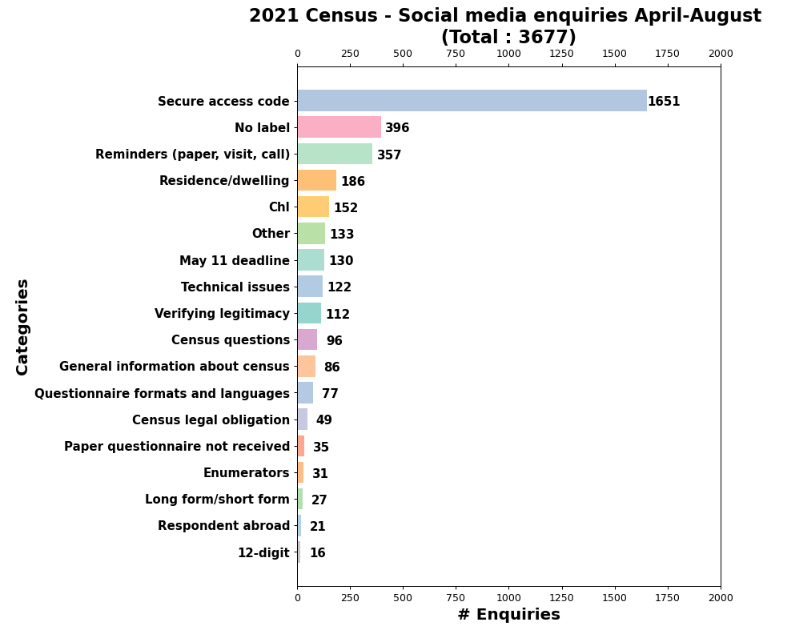 2021 Census - Social media enquiries April-August
(Total : 3677)
0 250 500 750 1000 1250 1500 1750 2000
Categories
Secure access code 1651
No label 396
Reminders (paper, visit, call) 357
Residence/dwelling 186
Chl 152
Other 133
May 11 deadline 130
Technical issues 122
Verifying legitimacy 112
Census questions 96
General information about census 86
Questionnaire formats and languages 77
Census legal obligation 49
Paper questionnaire not received 35
Enumerators 31
Long form/short form 27
Respondent abroad 21
12-digit 16
0 250 500 750 1000 1250 1500 1750 2000
# Enquiries